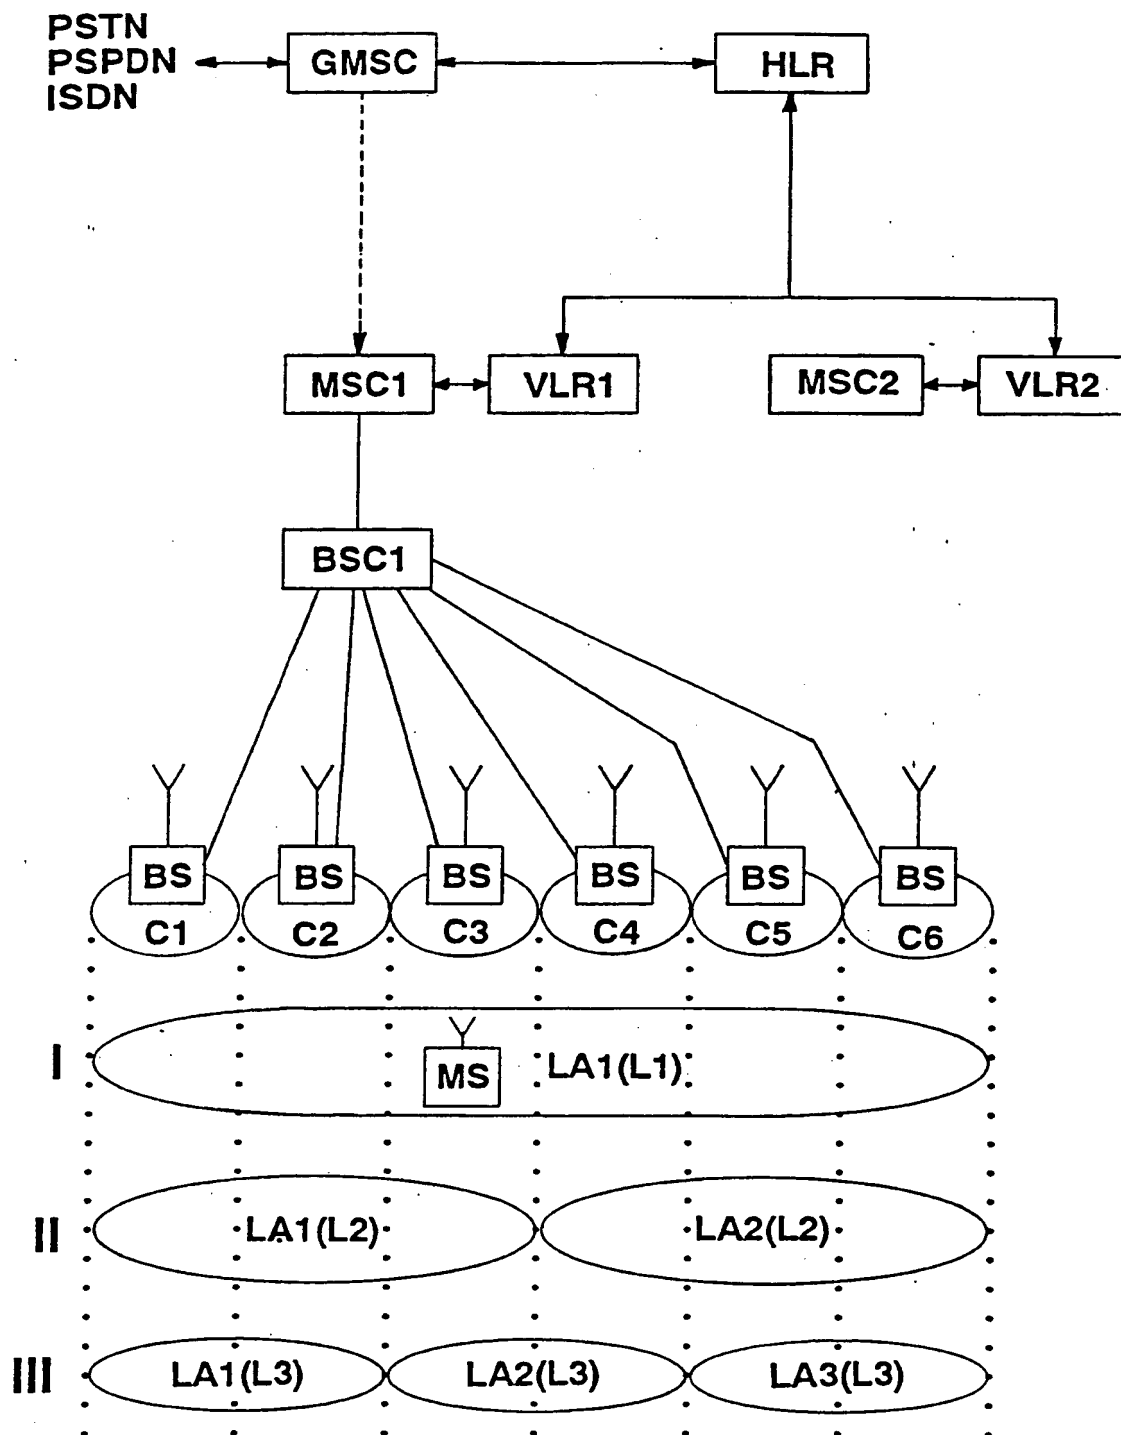 PSTN
PSPDN
ISDN
GMSC
HLR
MSC1
VLR1
MSC2
VLR2
BSC1
BS
BS
BS
BS
BS
BS
C1
C2
C3
C4
C5
C6
I
MS
LA1(L1)
II
LA1(L2)
LA2(L2)
III
LA1(L3)
LA2(L3)
LA3(L3)